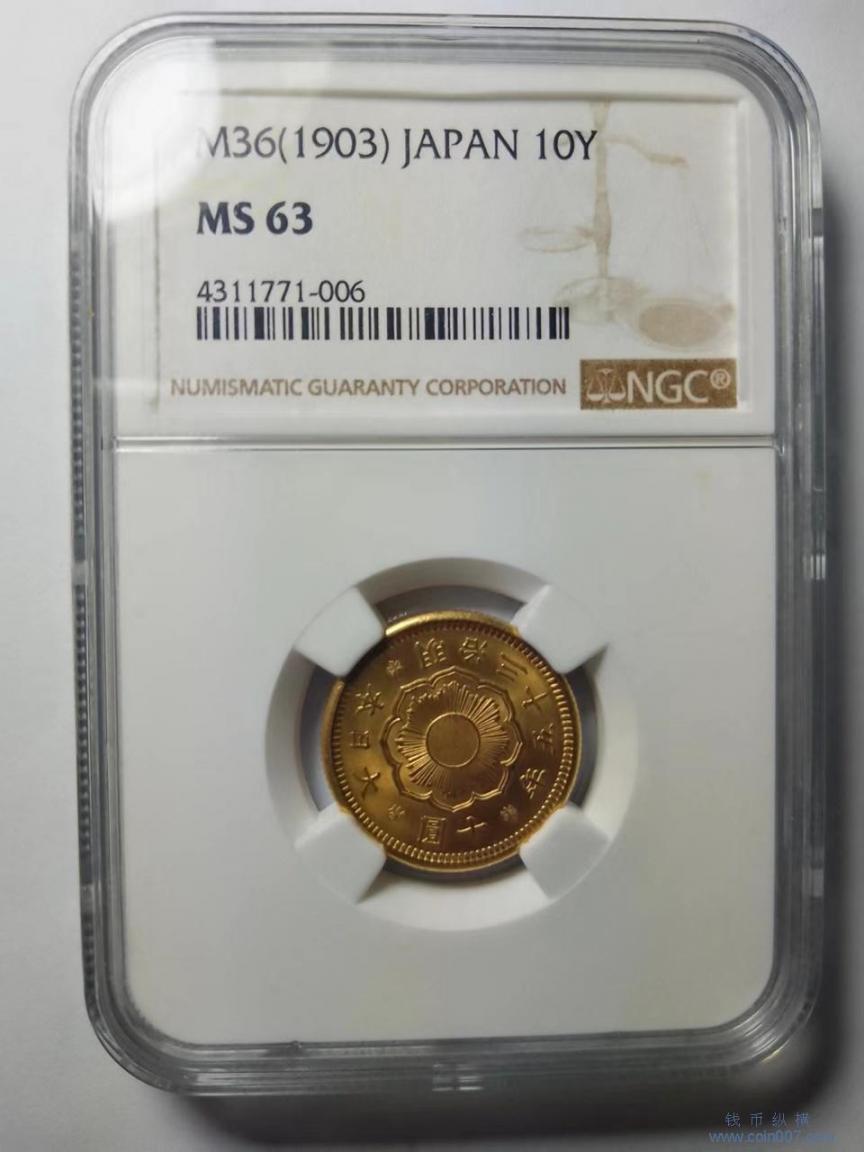 M36(1903) JAPAN 10Y
MS 63
4311771-006
NUMISMATIC GUARANTY CORPORATION
NGC®
大日本
明治三十五年
十圓
钱币纵横
www.coin007.com